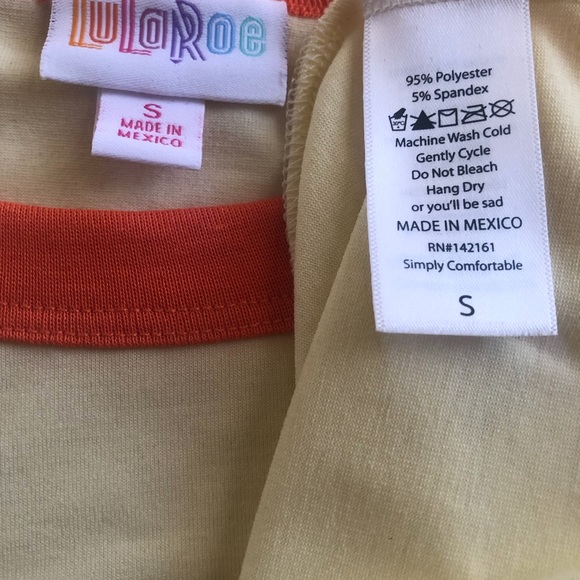 LuLaRoe
S
MADE IN
MEXICO
95% Polyester
5% Spandex
30°C
Machine Wash Cold
Gently Cycle
Do Not Bleach
Hang Dry
or you'll be sad
MADE IN MEXICO
RN#142161
Simply Comfortable
S